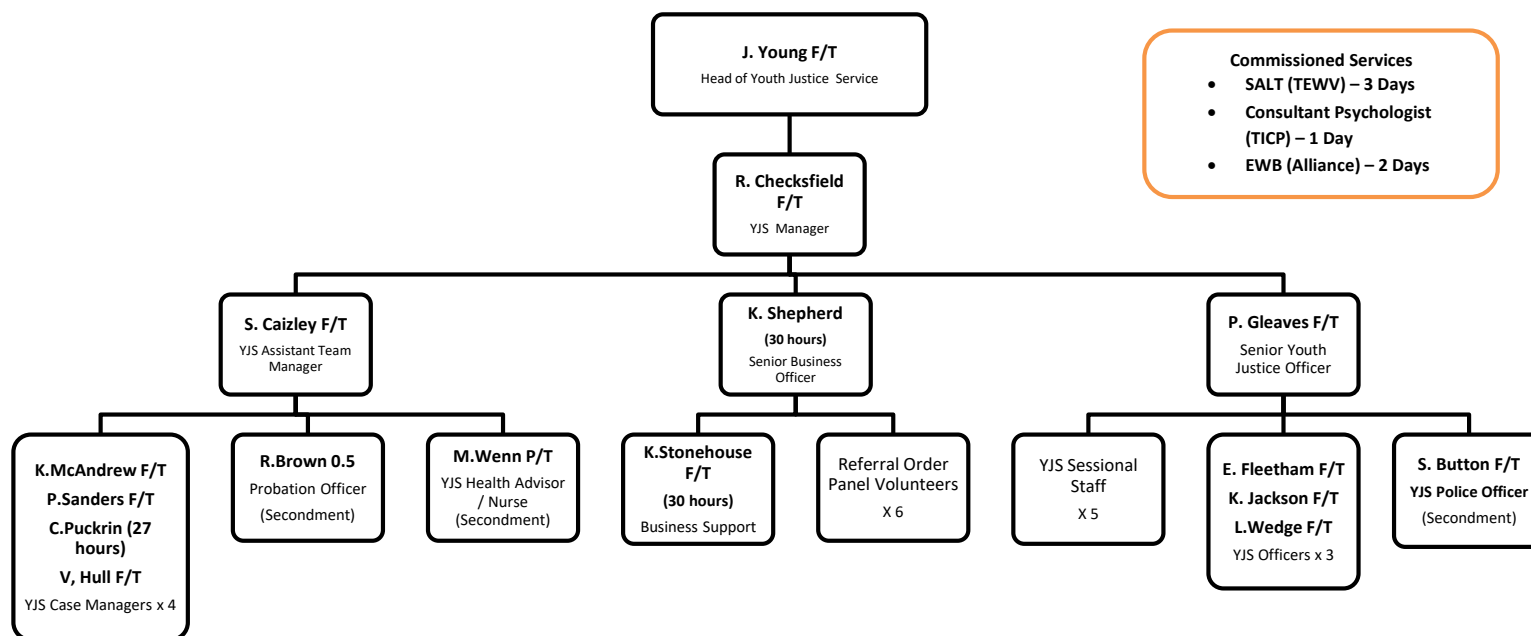 J. Young F/T
Head of Youth Justice Service
Commissioned Services
• SALT (TEWV) – 3 Days
• Consultant Psychologist
(TICP) – 1 Day
• EWB (Alliance) – 2 Days
R. Checksfield
F/T
YJS Manager
S. Caizley F/T
YJS Assistant Team
Manager
K. Shepherd
(30 hours)
Senior Business
Officer
P. Gleaves F/T
Senior Youth
Justice Officer
K.McAndrew F/T
P.Sanders F/T
C.Puckrin (27
hours)
V, Hull F/T
YJS Case Managers x 4
R.Brown 0.5
Probation Officer
(Secondment)
M.Wenn P/T
YJS Health Advisor
/ Nurse
(Secondment)
K.Stonehouse
F/T
(30 hours)
Business Support
Referral Order
Panel Volunteers
X 6
YJS Sessional
Staff
X 5
E. Fleetham F/T
K. Jackson F/T
L.Wedge F/T
YJS Officers x 3
S. Button F/T
YJS Police Officer
(Secondment)